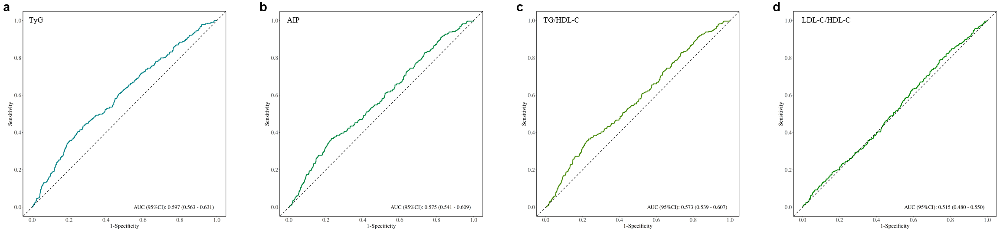 a
TyG
1.0
0.8
0.6
0.4
0.2
0.0
Sensitivity
AUC (95%CI): 0.597 (0.563 - 0.631)
0.0 0.2 0.4 0.6 0.8 1.0
1-Specificity
b
AIP
1.0
0.8
0.6
0.4
0.2
0.0
Sensitivity
AUC (95%CI): 0.575 (0.541 - 0.609)
0.0 0.2 0.4 0.6 0.8 1.0
1-Specificity
c
TG/HDL-C
1.0
0.8
0.6
0.4
0.2
0.0
Sensitivity
AUC (95%CI): 0.573 (0.539 - 0.607)
0.0 0.2 0.4 0.6 0.8 1.0
1-Specificity
d
LDL-C/HDL-C
1.0
0.8
0.6
0.4
0.2
0.0
Sensitivity
AUC (95%CI): 0.515 (0.480 - 0.550)
0.0 0.2 0.4 0.6 0.8 1.0
1-Specificity